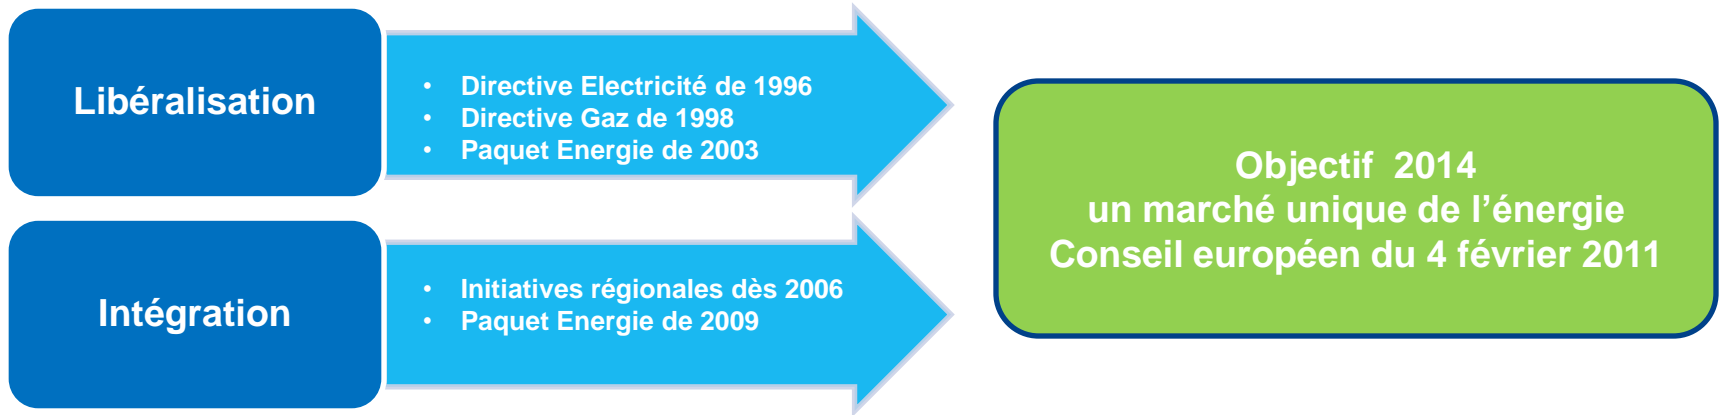 Libéralisation
• Directive Electricité de 1996
• Directive Gaz de 1998
• Paquet Energie de 2003
Intégration
• Initiatives régionales dès 2006
• Paquet Energie de 2009
Objectif 2014
un marché unique de l’énergie
Conseil européen du 4 février 2011